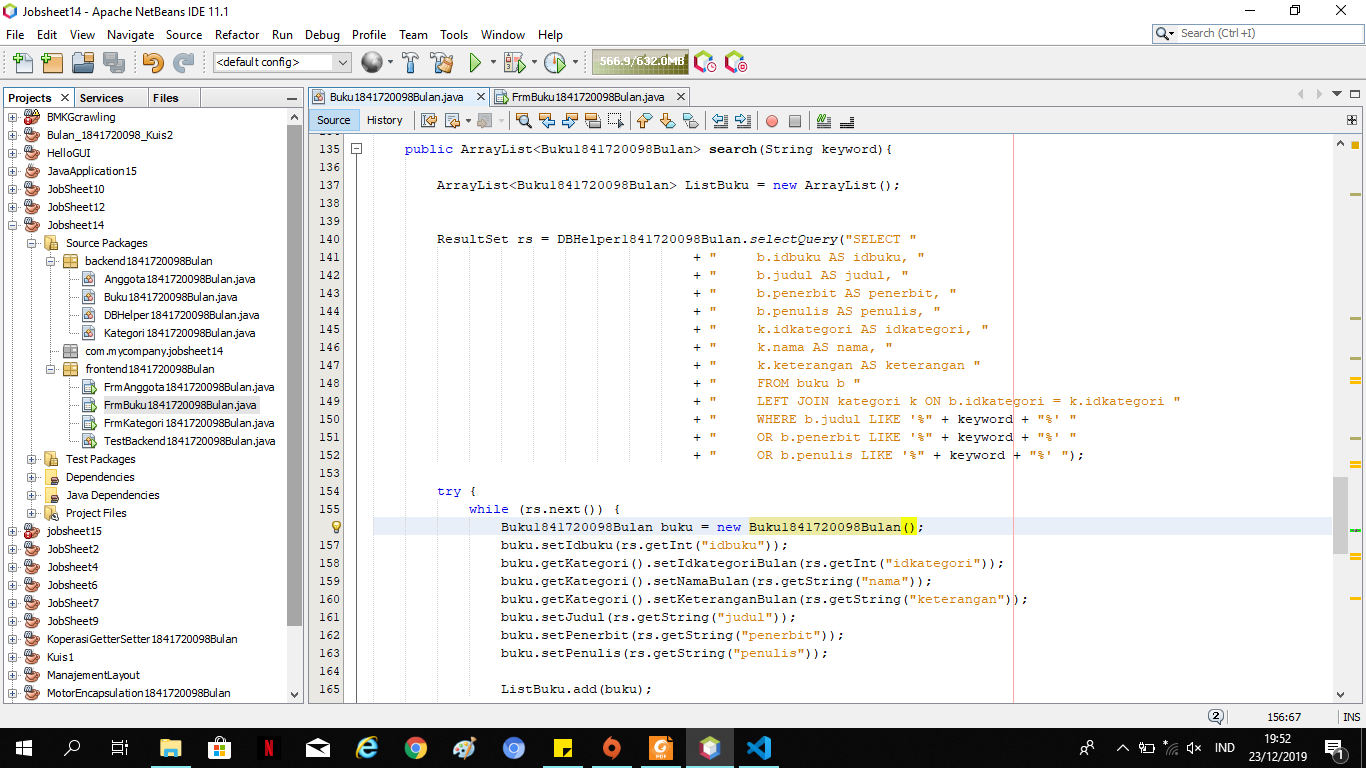 Jobsheet14 - Apache NetBeans IDE 11.1
File Edit View Navigate Source Refactor Run Debug Profile Team Tools Window Help
Search (Ctrl+I)
<default config>
566.9/632.0MB
Projects Services Files
BMKGcrawling
Bulan_1841720098_Kuis2
HelloGUI
JavaApplication15
JobSheet10
JobSheet12
Jobsheet14
Source Packages
backend1841720098Bulan
Anggota1841720098Bulan.java
Buku1841720098Bulan.java
DBHelper1841720098Bulan.java
Kategori1841720098Bulan.java
com.mycompany.jobsheet14
frontend1841720098Bulan
FrmAnggota1841720098Bulan.java
FrmBuku1841720098Bulan.java
FrmKategori1841720098Bulan.java
TestBackend1841720098Bulan.java
Test Packages
Dependencies
Java Dependencies
Project Files
jobsheet15
JobSheet2
Jobsheet4
Jobsheet6
JobSheet7
JobSheet9
KoperasiGetterSetter1841720098Bulan
Kuis1
ManajementLayout
MotorEncapsulation1841720098Bulan
Buku1841720098Bulan.java FrmBuku1841720098Bulan.java
Source History
135 public ArrayList<Buku1841720098Bulan> search(String keyword){
136
137 ArrayList<Buku1841720098Bulan> ListBuku = new ArrayList();
138
139
140 ResultSet rs = DBHelper1841720098Bulan.selectQuery("SELECT "
141 + "     b.idbuku AS idbuku, "
142 + "     b.judul AS judul, "
143 + "     b.penerbit AS penerbit, "
144 + "     b.penulis AS penulis, "
145 + "     k.idkategori AS idkategori, "
146 + "     k.nama AS nama, "
147 + "     k.keterangan AS keterangan "
148 + "     FROM buku b "
149 + "     LEFT JOIN kategori k ON b.idkategori = k.idkategori "
150 + "     WHERE b.judul LIKE '%" + keyword + "%' "
151 + "     OR b.penerbit LIKE '%" + keyword + "%' "
152 + "     OR b.penulis LIKE '%" + keyword + "%' ");
153
154 try {
155 while (rs.next()) {
Buku1841720098Bulan buku = new Buku1841720098Bulan();
157 buku.setIdbuku(rs.getInt("idbuku"));
158 buku.getKategori().setIdkategoriBulan(rs.getInt("idkategori"));
159 buku.getKategori().setNamaBulan(rs.getString("nama"));
160 buku.getKategori().setKeteranganBulan(rs.getString("keterangan"));
161 buku.setJudul(rs.getString("judul"));
162 buku.setPenerbit(rs.getString("penerbit"));
163 buku.setPenulis(rs.getString("penulis"));
164
165 ListBuku.add(buku);
2 156:67 INS
IND
19:52
23/12/2019
1